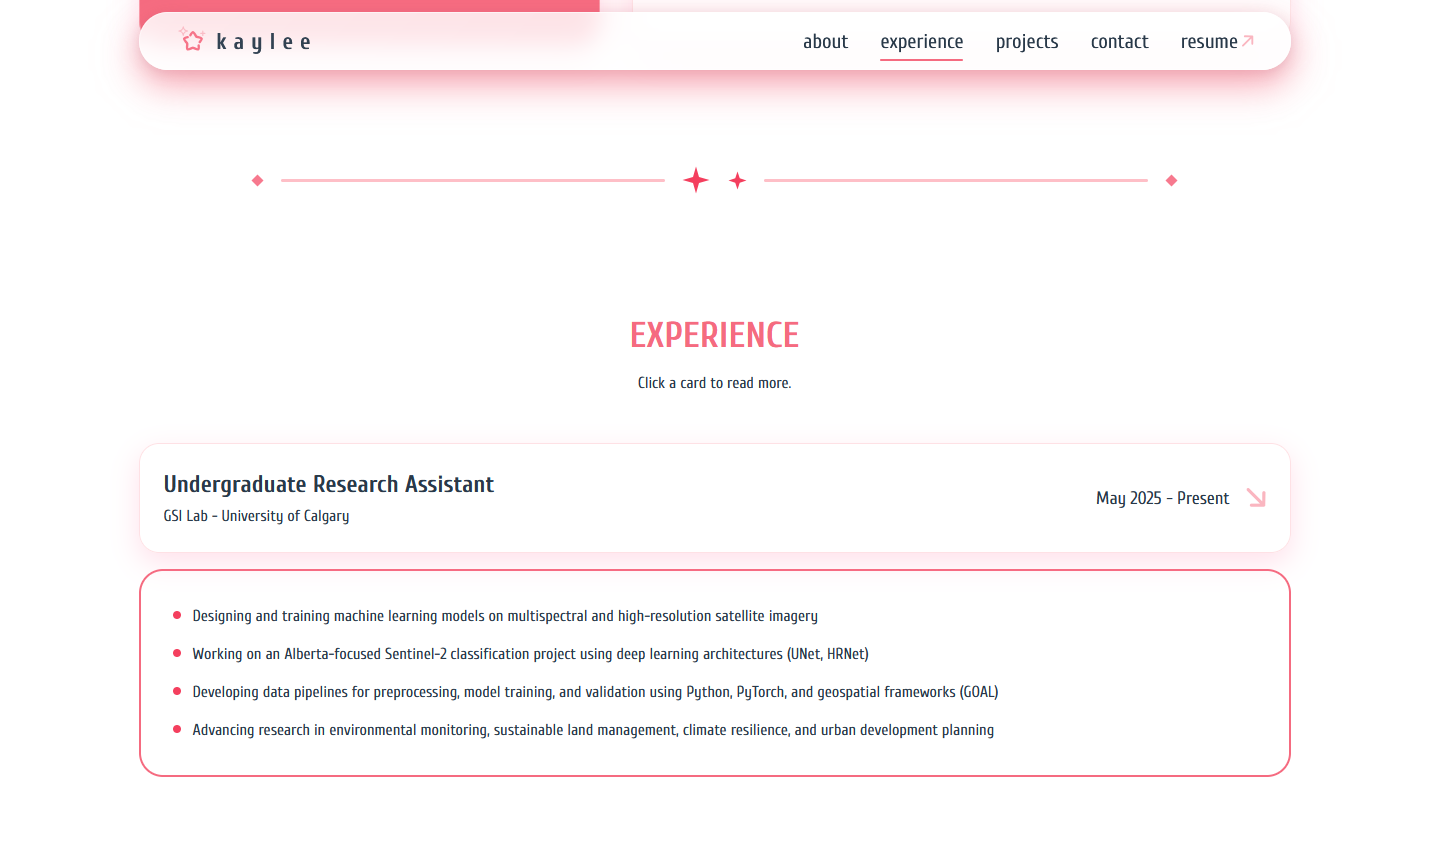 kaylee
about experience projects contact resume
EXPERIENCE
Click a card to read more.
Undergraduate Research Assistant
GSI Lab - University of Calgary
May 2025 - Present
Designing and training machine learning models on multispectral and high-resolution satellite imagery
Working on an Alberta-focused Sentinel-2 classification project using deep learning architectures (UNet, HRNet)
Developing data pipelines for preprocessing, model training, and validation using Python, PyTorch, and geospatial frameworks (GOAL)
Advancing research in environmental monitoring, sustainable land management, climate resilience, and urban development planning